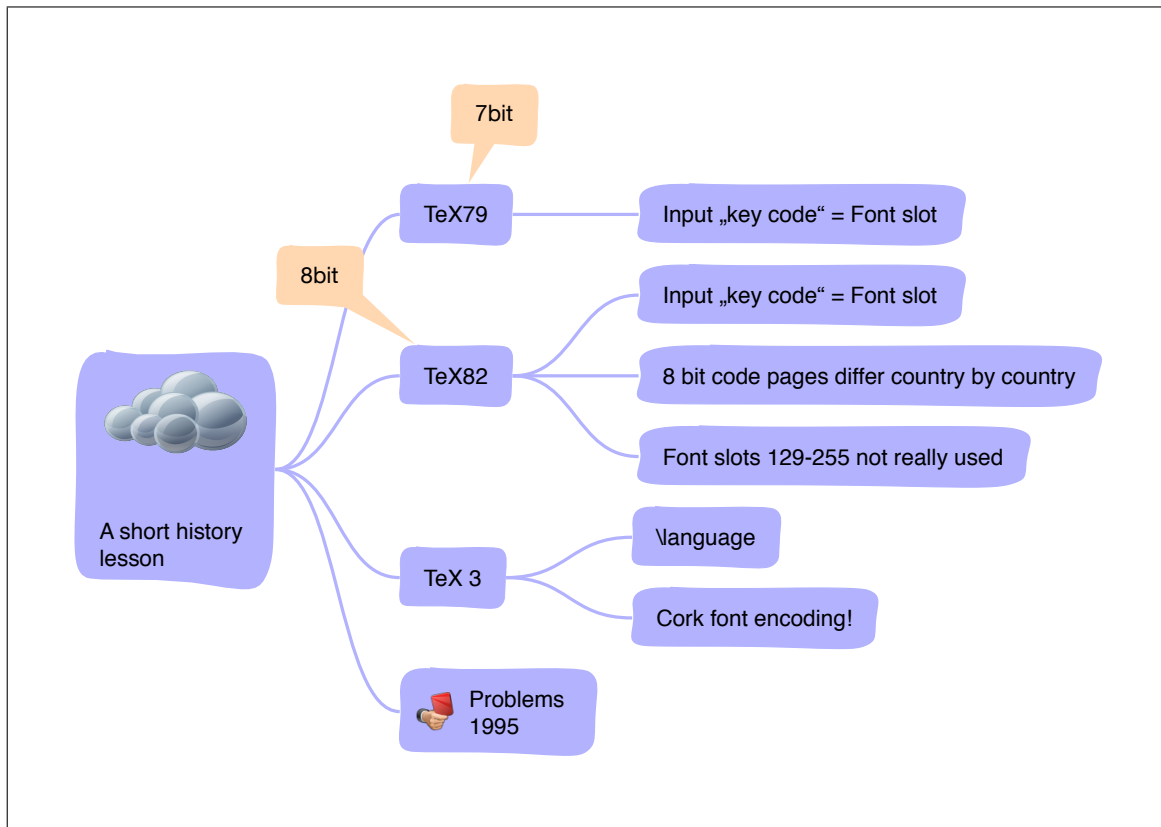 7bit
TeX79
Input „key code“ = Font slot
8bit
Input „key code“ = Font slot
TeX82
8 bit code pages differ country by country
Font slots 129-255 not really used
A short history
lesson
\language
TeX 3
Cork font encoding!
Problems
1995